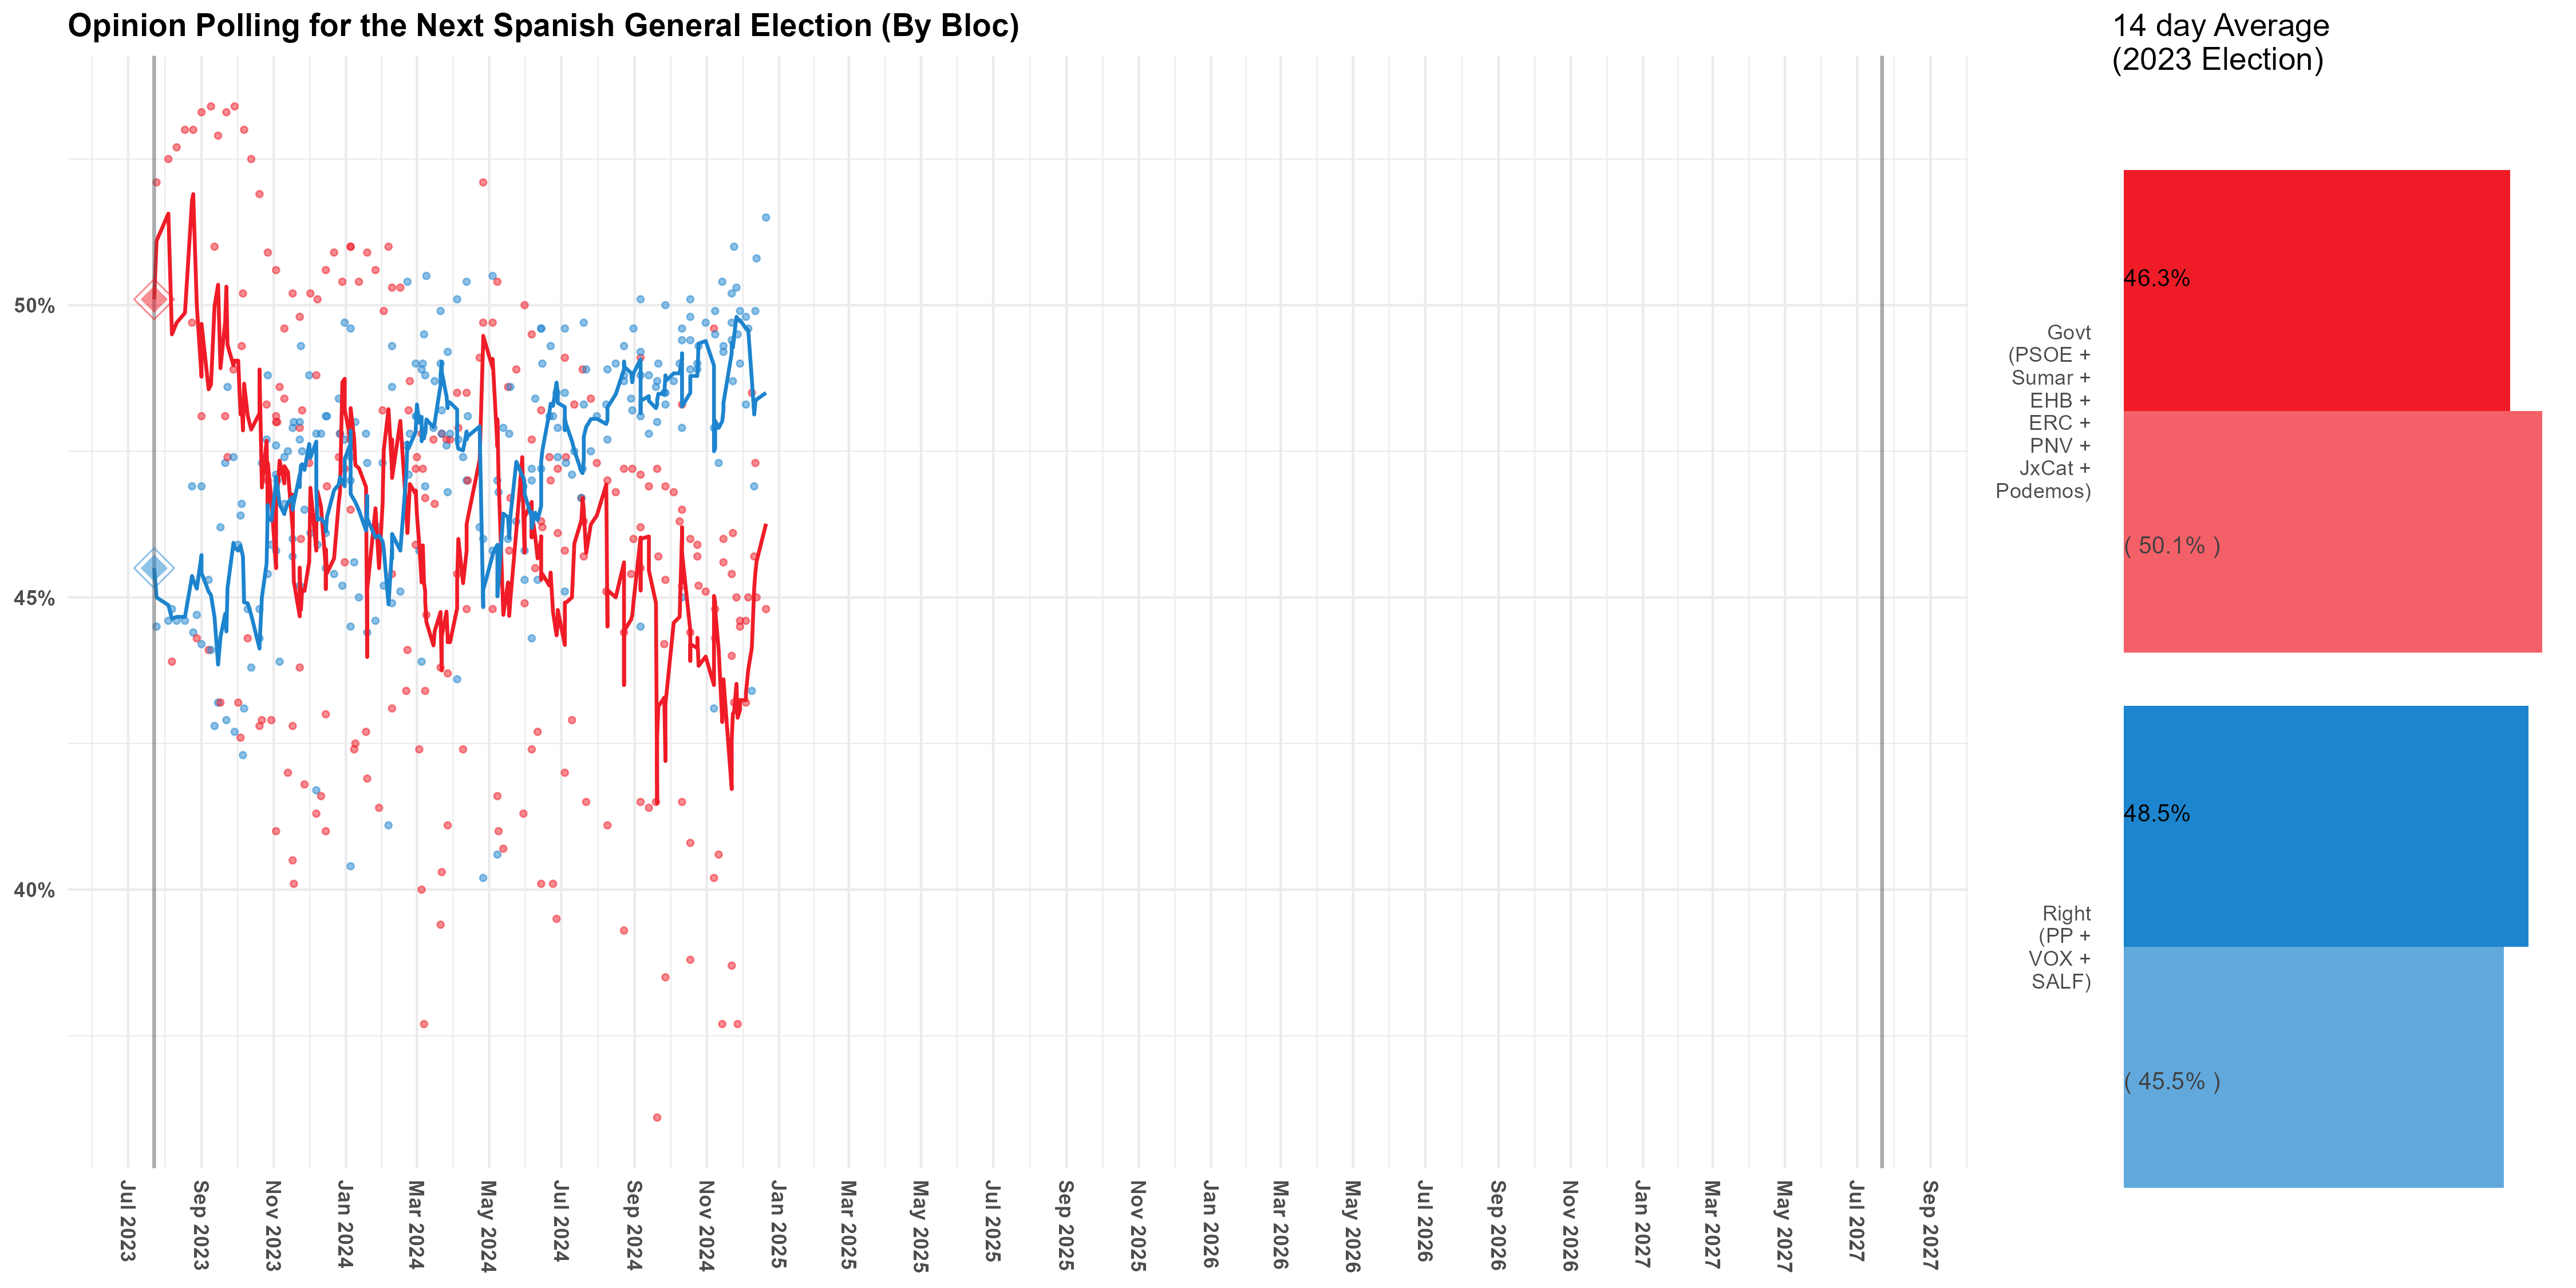 Opinion Polling for the Next Spanish General Election (By Bloc)
14 day Average
(2023 Election)
50%
45%
40%
Jul 2023
Sep 2023
Nov 2023
Jan 2024
Mar 2024
May 2024
Jul 2024
Sep 2024
Nov 2024
Jan 2025
Mar 2025
May 2025
Jul 2025
Sep 2025
Nov 2025
Jan 2026
Mar 2026
May 2026
Jul 2026
Sep 2026
Nov 2026
Jan 2027
Mar 2027
May 2027
Jul 2027
Sep 2027
Govt
(PSOE +
Sumar +
EHB +
ERC +
PNV +
JxCat +
Podemos)
46.3%
( 50.1% )
Right
(PP +
VOX +
SALF)
48.5%
( 45.5% )